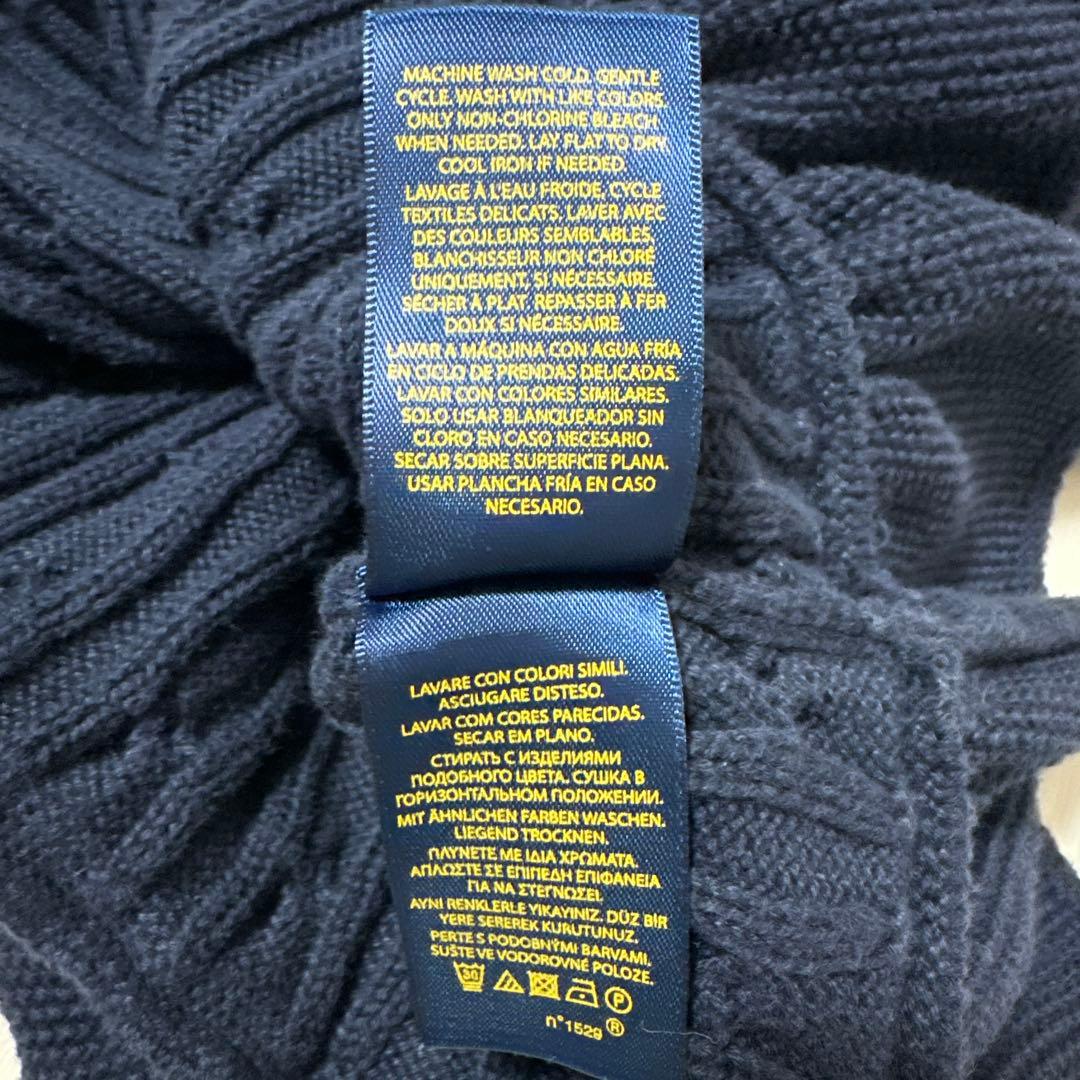 MACHINE WASH COLD. GENTLE
CYCLE. WASH WITH LIKE COLORS.
ONLY NON-CHLORINE BLEACH
WHEN NEEDED. LAY FLAT TO DRY.
COOL IRON IF NEEDED.
LAVAGE À L'EAU FROIDE, CYCLE
TEXTILES DELICATS. LAVER AVEC
DES COULEURS SEMBLABLES.
BLANCHISSEUR NON CHLORÉ
UNIQUEMENT, SI NÉCESSAIRE.
SÉCHER À PLAT. REPASSER À FER
DOUX SI NÉCESSAIRE.
LAVAR A MÁQUINA CON AGUA FRÍA
EN CICLO DE PRENDAS DELICADAS.
LAVAR CON COLORES SIMILARES.
SOLO USAR BLANQUEADOR SIN
CLORO EN CASO NECESARIO.
SECAR SOBRE SUPERFICIE PLANA.
USAR PLANCHA FRÍA EN CASO
NECESARIO.
LAVARE CON COLORI SIMILI.
ASCIUGARE DISTESO.
LAVAR COM CORES PARECIDAS.
SECAR EM PLANO.
СТИРАТЬ С ИЗДЕЛИЯМИ
ПОДОБНОГО ЦВЕТА. СУШКА В
ГОРИЗОНТАЛЬНОМ ПОЛОЖЕНИИ.
MIT ÄHNLICHEN FARBEN WASCHEN.
LIEGEND TROCKNEN.
ΠΛΥΝΕΤΕ ΜΕ ΙΔΙΑ ΧΡΩΜΑΤΑ.
ΑΠΛΩΣΤΕ ΣΕ ΕΠΙΠΕΔΗ ΕΠΙΦΑΝΕΙΑ
ΓΙΑ ΝΑ ΣΤΕΓΝΩΣΕΙ.
AYNI RENKLERLE YIKAYINIZ. DÜZ BIR
YERE SEREREK KURUTUNUZ.
PERTE S PODOBNÝMI BARVAMI,
SUŠTE VE VODOROVNÉ POLOZE.
30 P
n°1529 ®